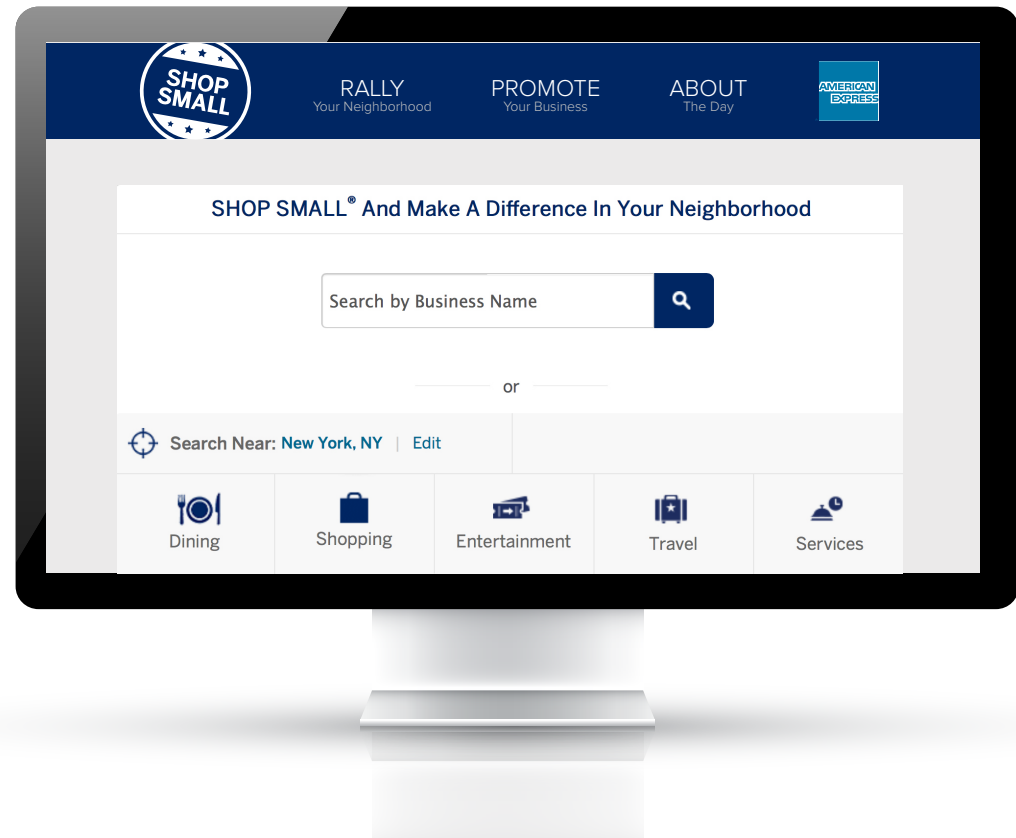 SHOP
SMALL
RALLY
Your Neighborhood
PROMOTE
Your Business
ABOUT
The Day
AMERICAN
EXPRESS
SHOP SMALL® And Make A Difference In Your Neighborhood
Search by Business Name
or
Search Near: New York, NY | Edit
Dining
Shopping
Entertainment
Travel
Services